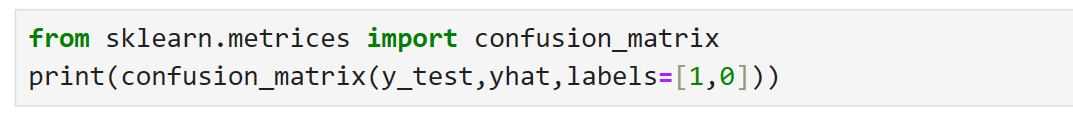 from sklearn.metrices import confusion_matrix
print(confusion_matrix(y_test,yhat,labels=[1,0]))